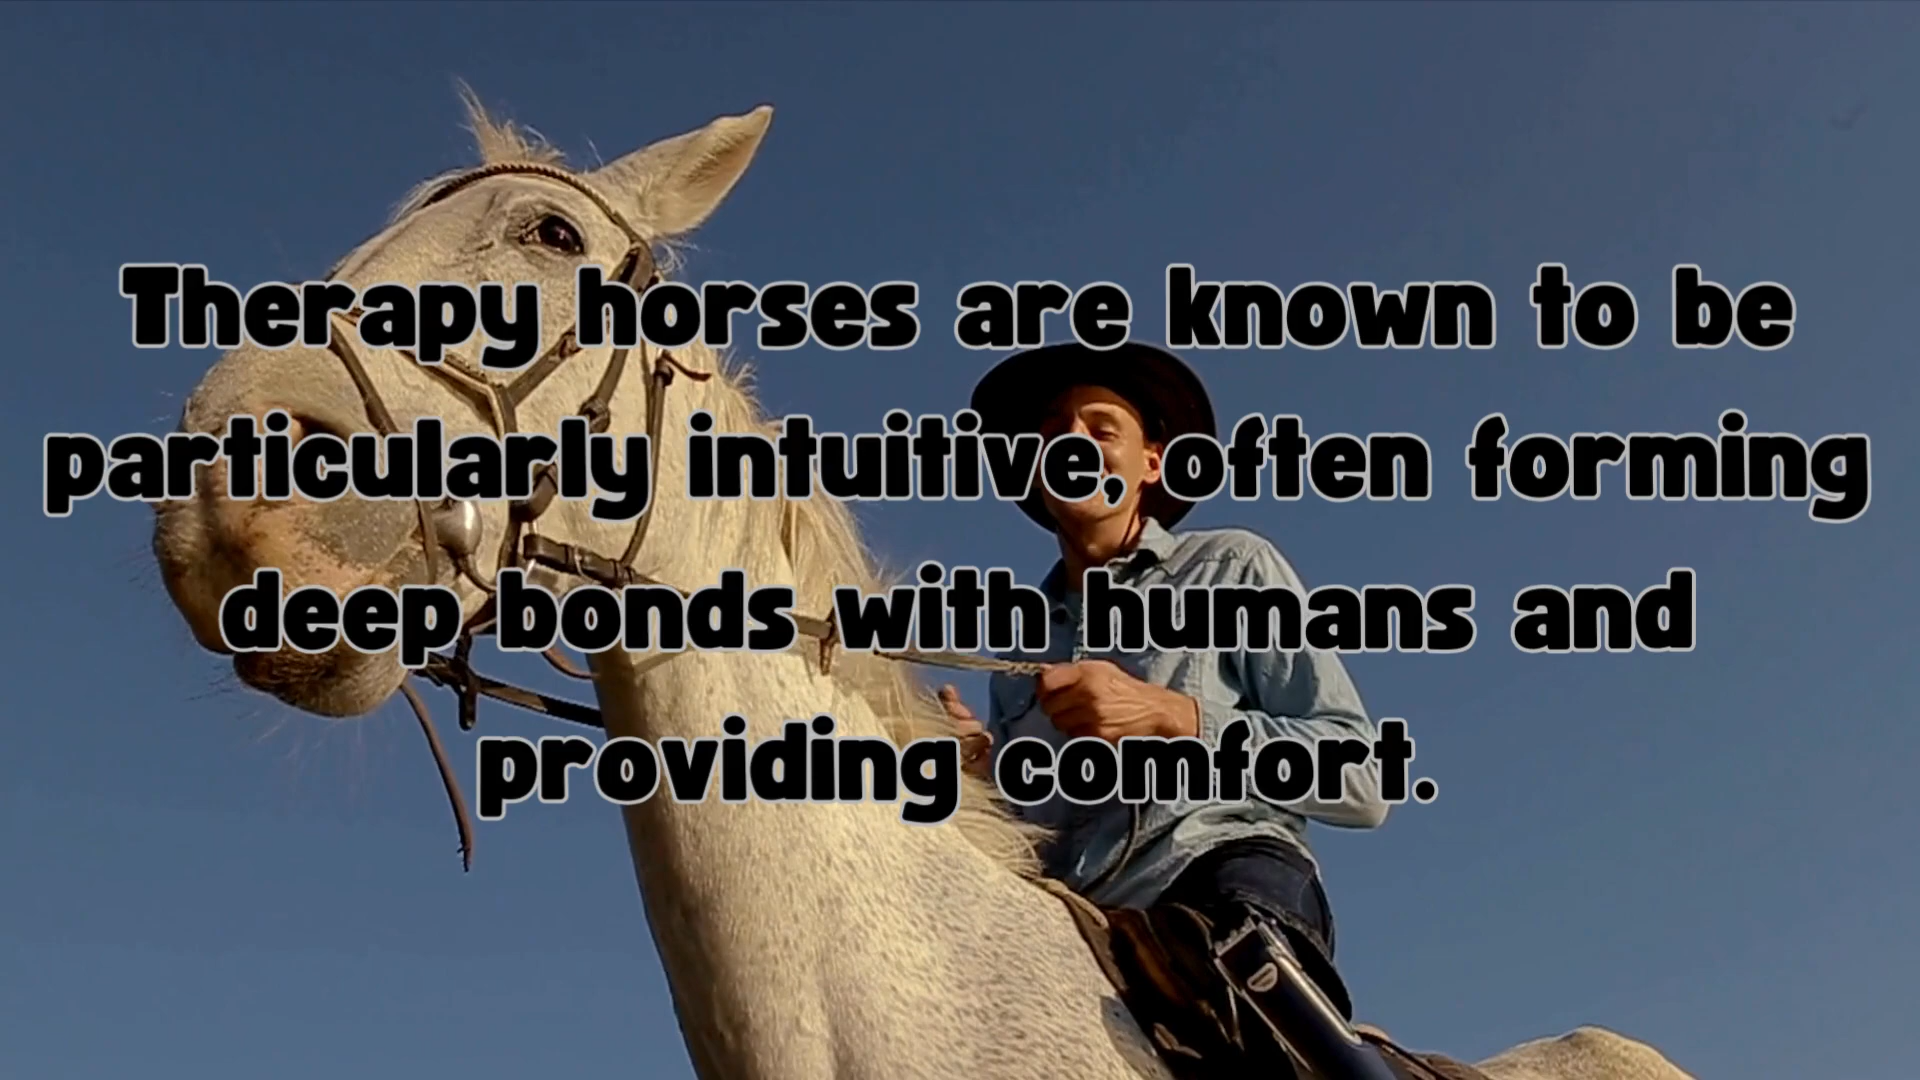 Therapy horses are known to be
particularly intuitive, often forming
deep bonds with humans and
providing comfort.